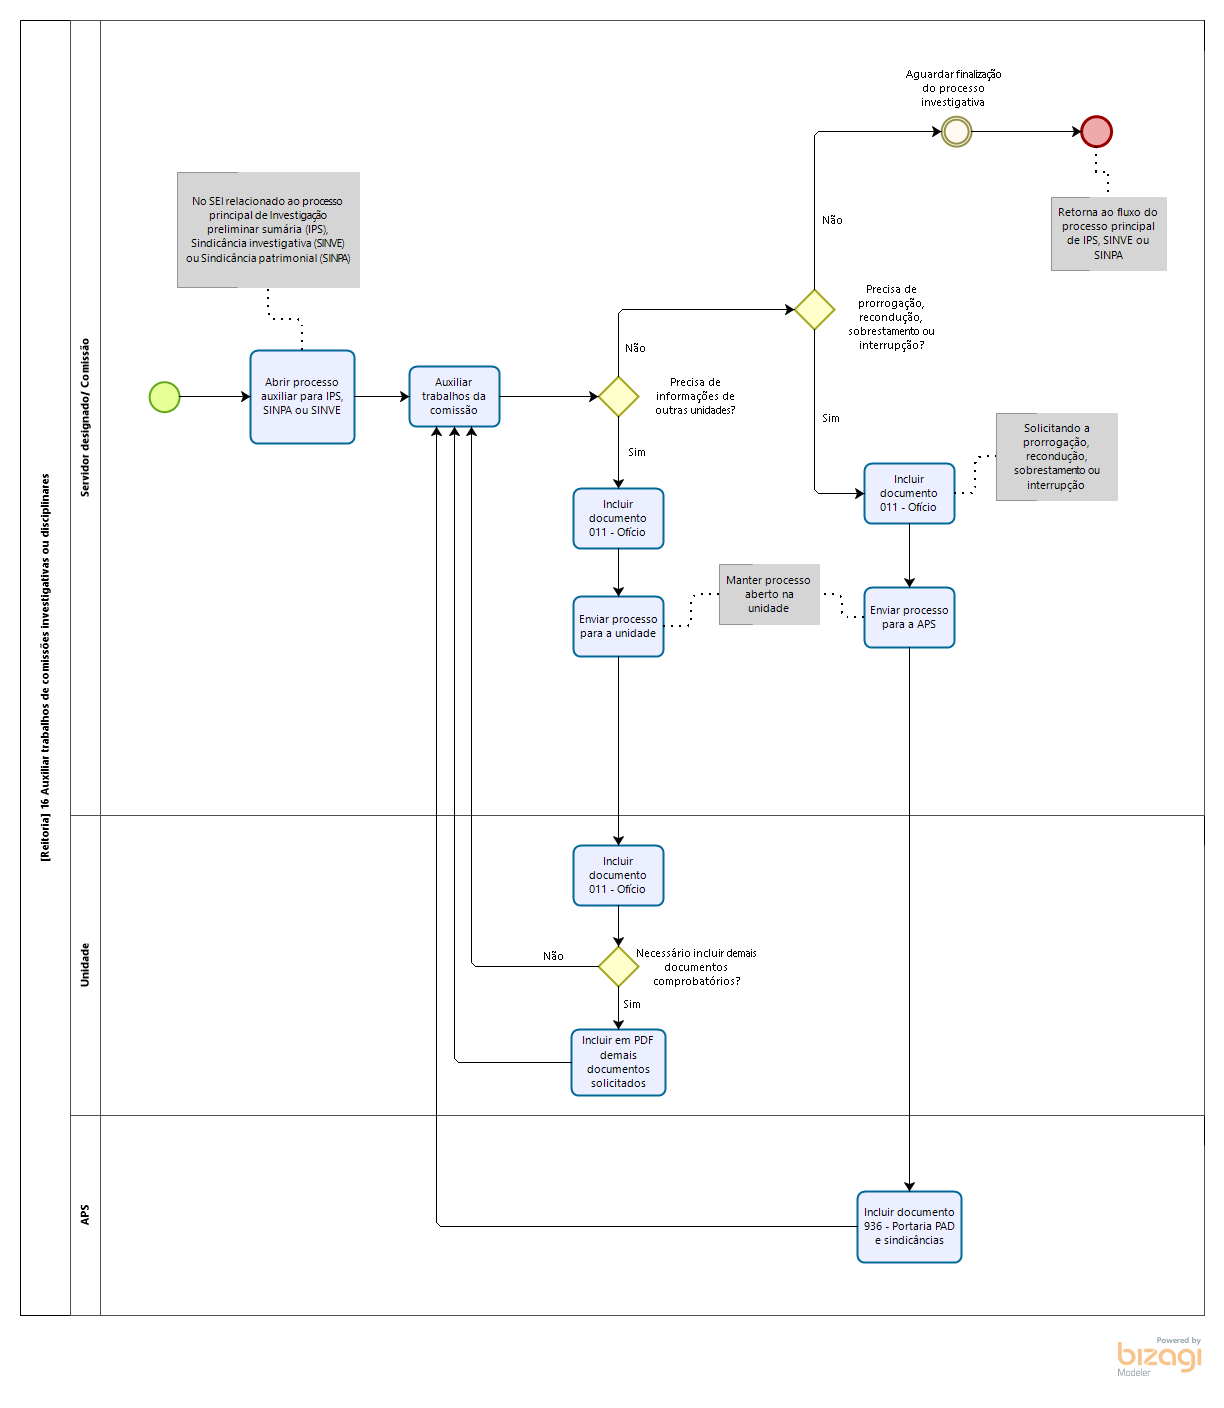 [Reitoria] 16 Auxiliar trabalhos de comissões investigativas ou disciplinares
Servidor designado/ Comissão
Aguardar finalização
do processo
investigativa
No SEI relacionado ao processo
principal de Investigação
preliminar sumária (IPS),
Sindicância investigativa (SINVE)
ou Sindicância patrimonial (SINPA)
Retorna ao fluxo do
processo principal
de IPS, SINVE ou
SINPA
Não
Precisa de
prorrogação,
recondução,
sobrestamento ou
interrupção?
Não
Abrir processo
auxiliar para IPS,
SINPA ou SINVE
Auxiliar
trabalhos da
comissão
Precisa de
informações de
outras unidades?
Sim
Sim
Solicitando a
prorrogação,
recondução,
sobrestamento ou
interrupção
Incluir
documento
011 - Ofício
Incluir
documento
011 - Ofício
Manter processo
aberto na
unidade
Enviar processo
para a unidade
Enviar processo
para a APS
Unidade
Incluir
documento
011 - Ofício
Não
Necessário incluir demais
documentos
comprobatórios?
Sim
Incluir em PDF
demais
documentos
solicitados
APS
Incluir documento
936 - Portaria PAD
e sindicâncias
Powered by
bizagi
Modeler